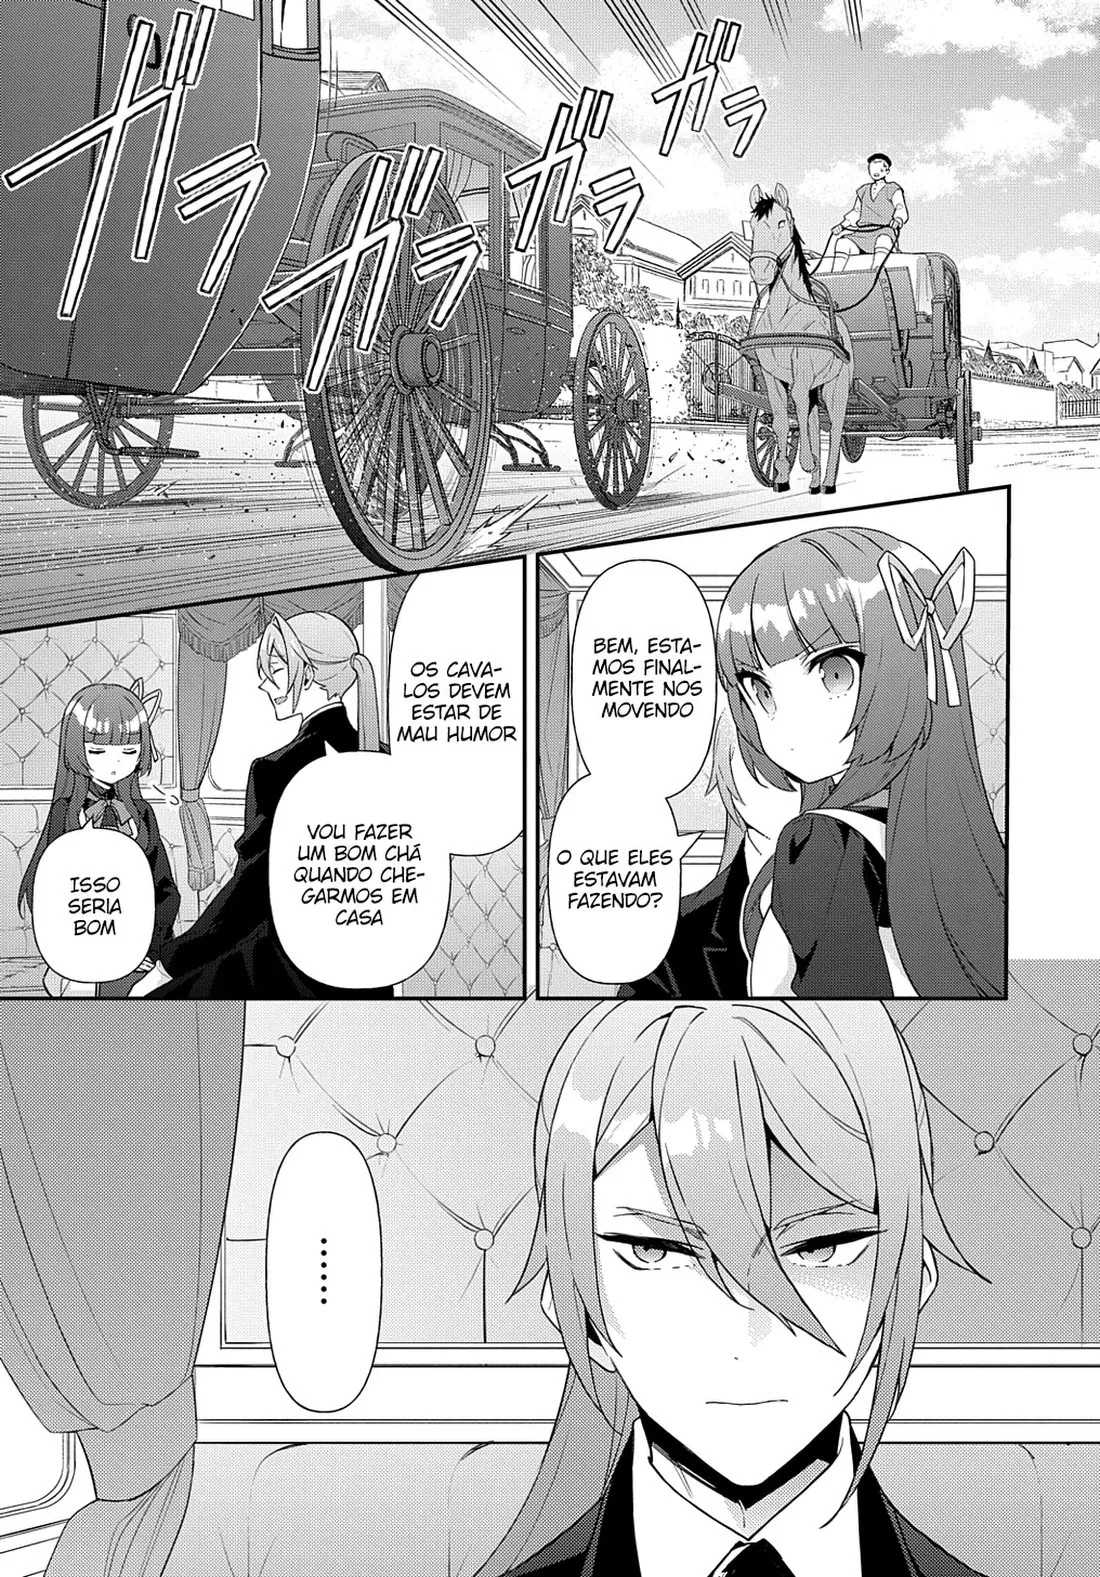 ガラ
ガラ
ガラ
ガラ
BEM, ESTA-
MOS FINAL-
MENTE NOS
MOVENDO
O QUE ELES
ESTAVAM
FAZENDO?
OS CAVA-
LOS DEVEM
ESTAR DE
MAU HUMOR
VOU FAZER
UM BOM CHÁ
QUANDO CHE-
GARMOS EM
CASA
ISSO
SERIA
BOM
......